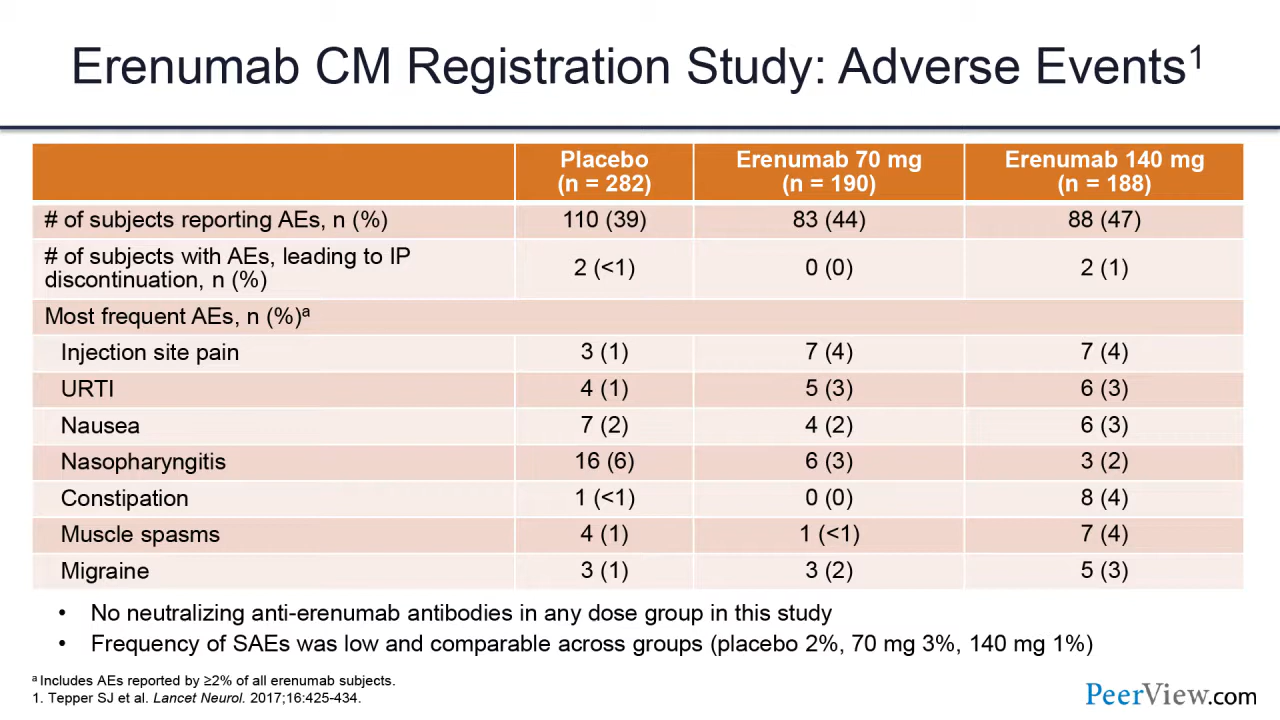 Erenumab CM Registration Study: Adverse Events1
Placebo (n = 282) Erenumab 70 mg (n = 190) Erenumab 140 mg (n = 188)
# of subjects reporting AEs, n (%) 110 (39) 83 (44) 88 (47)
# of subjects with AEs, leading to IP discontinuation, n (%) 2 (<1) 0 (0) 2 (1)
Most frequent AEs, n (%)a
Injection site pain 3 (1) 7 (4) 7 (4)
URTI 4 (1) 5 (3) 6 (3)
Nausea 7 (2) 4 (2) 6 (3)
Nasopharyngitis 16 (6) 6 (3) 3 (2)
Constipation 1 (<1) 0 (0) 8 (4)
Muscle spasms 4 (1) 1 (<1) 7 (4)
Migraine 3 (1) 3 (2) 5 (3)
• No neutralizing anti-erenumab antibodies in any dose group in this study
• Frequency of SAEs was low and comparable across groups (placebo 2%, 70 mg 3%, 140 mg 1%)
a Includes AEs reported by ≥2% of all erenumab subjects.
1. Tepper SJ et al. Lancet Neurol. 2017;16:425-434.
PeerView.com